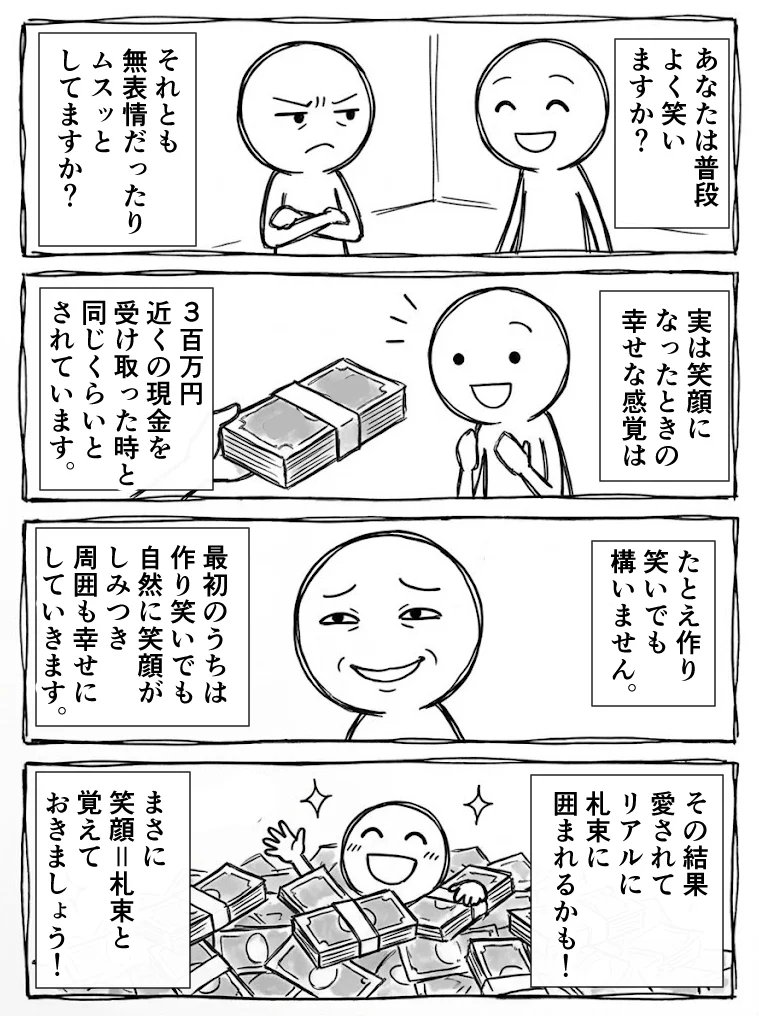 あなたは普段
よく笑い
ますか？
それとも
無表情だったり
ムスッと
してますか？
実は笑顔に
なったときの
幸せな感覚は
３百万円
近くの現金を
受け取った時と
同じくらいと
されています。
たとえ作り
笑いでも
構いません。
最初のうちは
作り笑いでも
自然に笑顔が
しみつき
周囲も幸せに
していきます。
その結果
愛されて
リアルに
札束に
囲まれるかも！
まさに
笑顔＝札束と
覚えて
おきましょう！